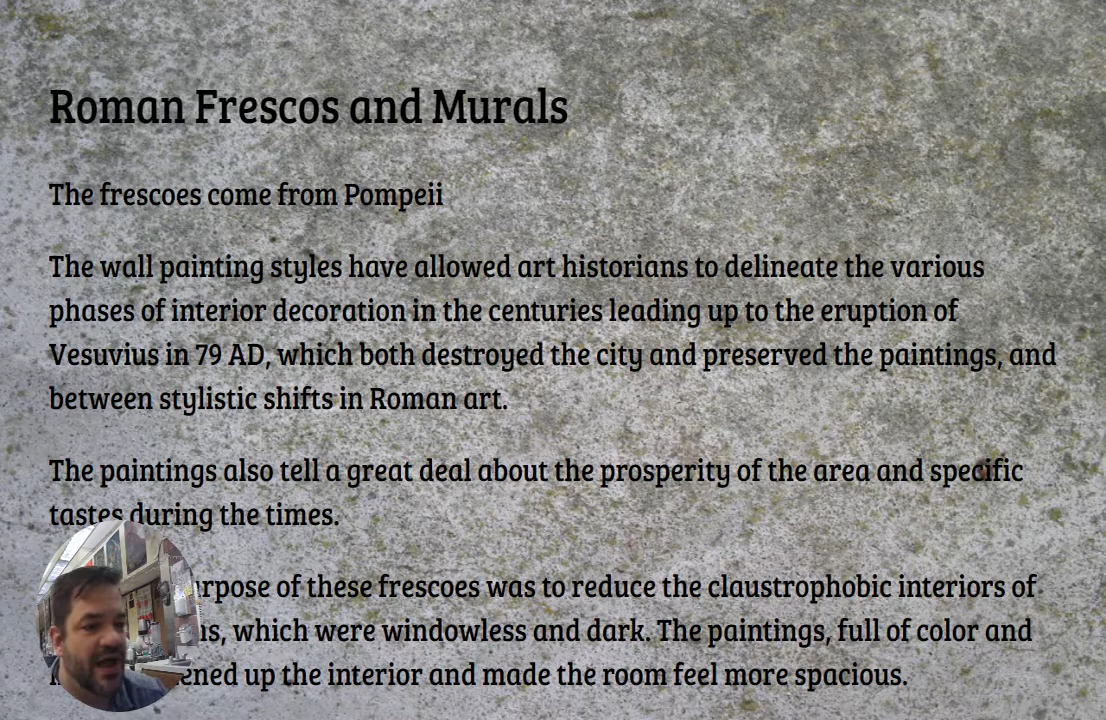 Roman Frescos and Murals
The frescoes come from Pompeii
The wall painting styles have allowed art historians to delineate the various
phases of interior decoration in the centuries leading up to the eruption of
Vesuvius in 79 AD, which both destroyed the city and preserved the paintings, and
between stylistic shifts in Roman art.
The paintings also tell a great deal about the prosperity of the area and specific
tastes during the times.
of these frescoes was to reduce the claustrophobic interiors of
which were windowless and dark. The paintings, full of color and
up the interior and made the room feel more spacious.